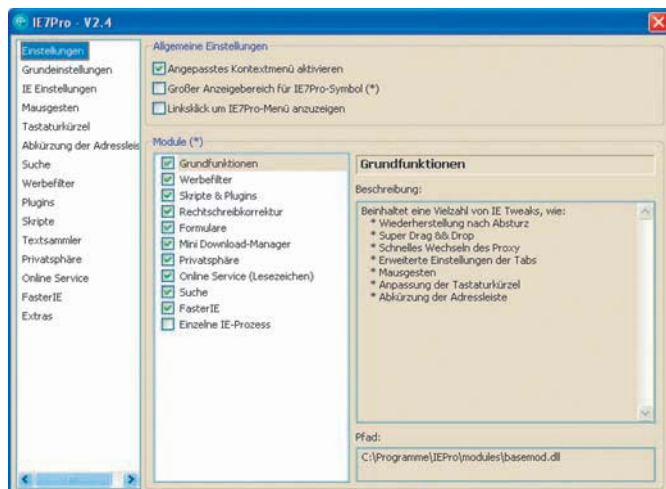 IE7Pro - V2.4
Einstellungen
Grundeinstellungen
IE Einstellungen
Mausgesten
Tastaturkürzel
Abkürzung der Adressleis
Suche
Werbefilter
Plugins
Skripte
Textsammler
Privatsphäre
Online Service
FasterIE
Extras
Allgemeine Einstellungen
Angepasstes Kontextmenü aktivieren
Großer Anzeigebereich für IE7Pro-Symbol (*)
Linksklick um IE7Pro-Menü anzuzeigen
Module (*)
Grundfunktionen
Werbefilter
Skripte & Plugins
Rechtschreibkorrektur
Formulare
Mini Download-Manager
Privatsphäre
Online Service (Lesezeichen)
Suche
FasterIE
Einzelne IE-Prozess
Grundfunktionen
Beschreibung:
Beinhaltet eine Vielzahl von IE Tweaks, wie:
* Wiederherstellung nach Absturz
* Super Drag && Drop
* Schnelles Wechseln des Proxy
* Erweiterte Einstellungen der Tabs
* Mausgesten
* Anpassung der Tastaturkürzel
* Abkürzung der Adressleiste
Pfad:
C:\Programme\IEPro\modules\basemod.dll